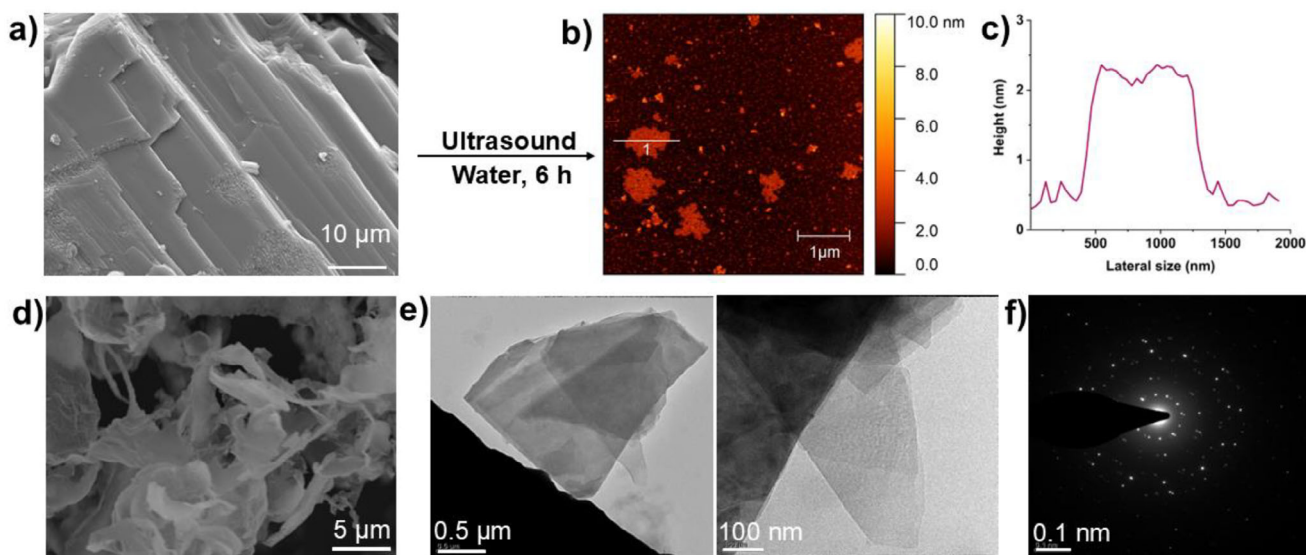 a)
10 µm
Ultrasound
Water, 6 h
b)
1
1µm
10.0 nm
8.0
6.0
4.0
2.0
0.0
c)
Height (nm)
3
2
1
0
500
1000
1500
2000
Lateral size (nm)
d)
5 µm
e)
0.5 µm
0.5 µm
100 nm
f)
0.1 nm